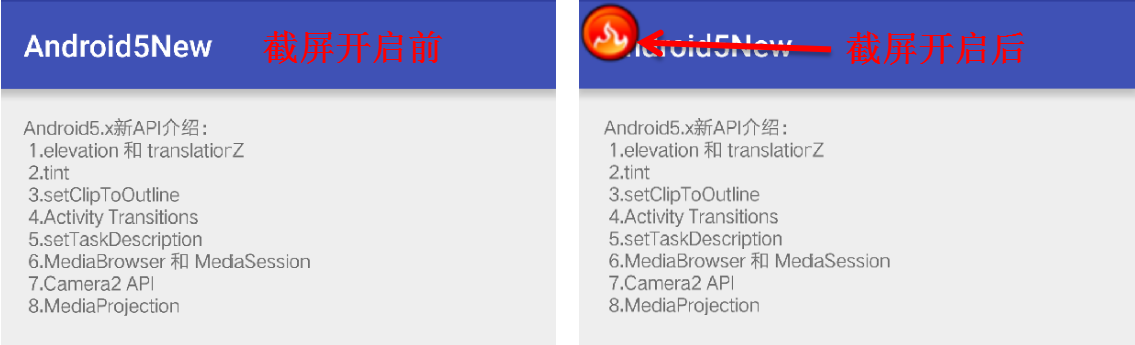 Android5New 截屏开启前
Android5.x新API介绍：
1.elevation 和 translatiorZ
2.tint
3.setClipToOutline
4.Activity Transitions
5.setTaskDescription
6.MediaBrowser 和 MediaSession
7.Camera2 API
8.MediaProjection
Android5New 截屏开启后
Android5.x新API介绍：
1.elevation 和 translatiorZ
2.tint
3.setClipToOutline
4.Activity Transitions
5.setTaskDescription
6.MediaBrowser 和 MediaSession
7.Camera2 API
8.MediaProjection